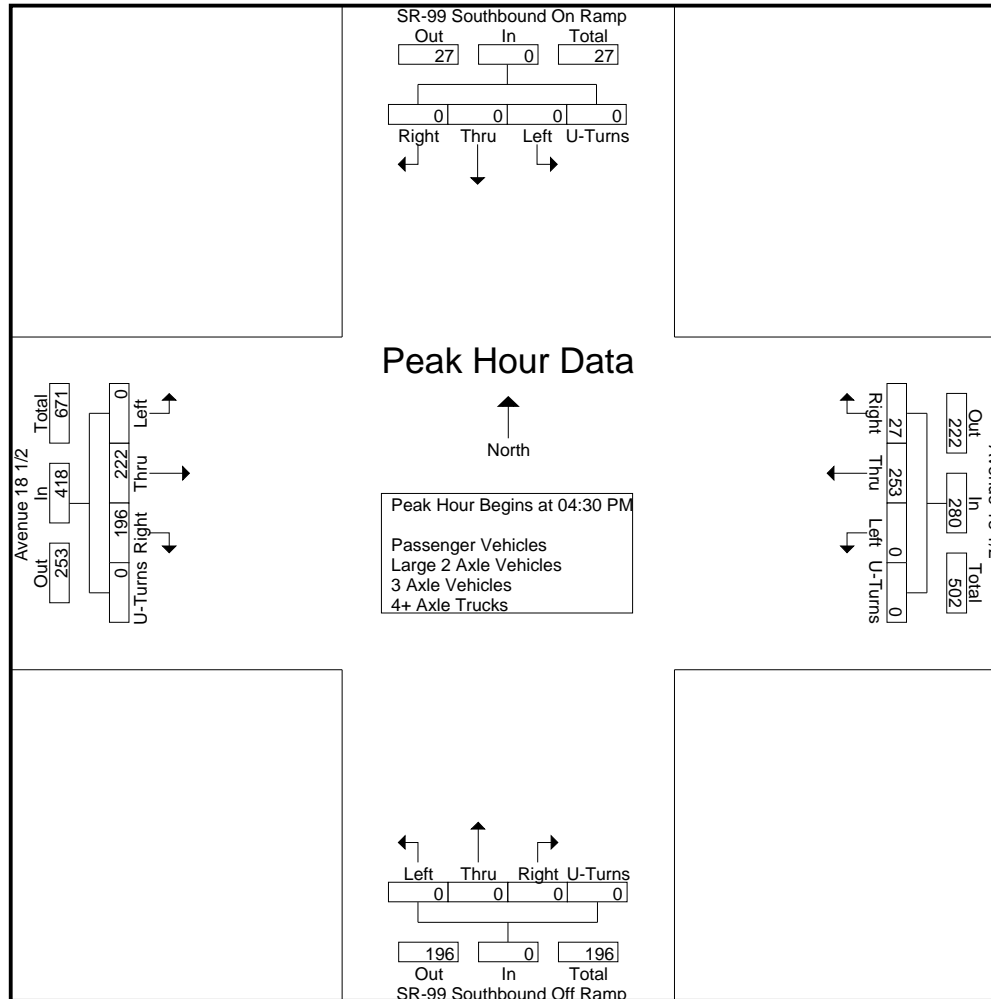 SR-99 Southbound On Ramp
Out In Total
27 0 27
0 0 0 0
Right Thru Left U-Turns
Peak Hour Data
North
Peak Hour Begins at 04:30 PM
Passenger Vehicles
Large 2 Axle Vehicles
3 Axle Vehicles
4+ Axle Trucks
Avenue 18 1/2
Out In Total
253 418 671
0 196 222 0
U-Turns Right Thru Left
Out In Total
222 280 502
27 253 0 0
Right Thru Left U-Turns
Left Thru Right U-Turns
0 0 0 0
196 0 196
Out In Total
SR-99 Southbound Off Ramp